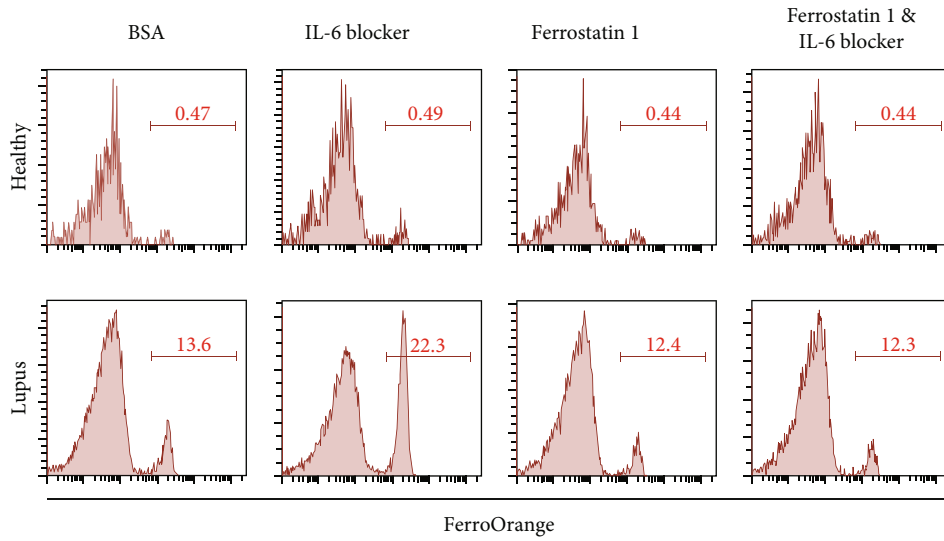 BSA
IL-6 blocker
Ferrostatin 1
Ferrostatin 1 &
IL-6 blocker
Healthy
0.47
0.49
0.44
0.44
Lupus
13.6
22.3
12.4
12.3
FerroOrange